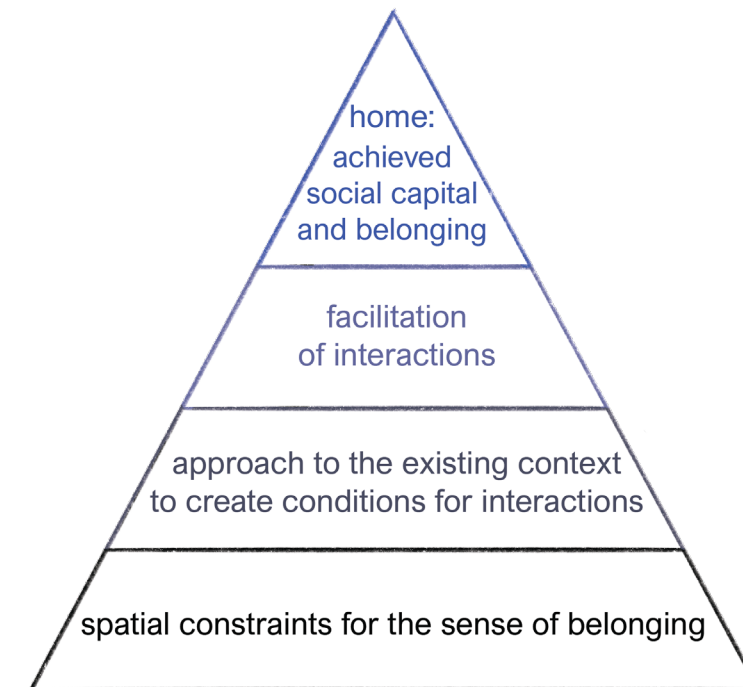 home:
achieved
social capital
and belonging
facilitation
of interactions
approach to the existing context
to create conditions for interactions
spatial constraints for the sense of belonging